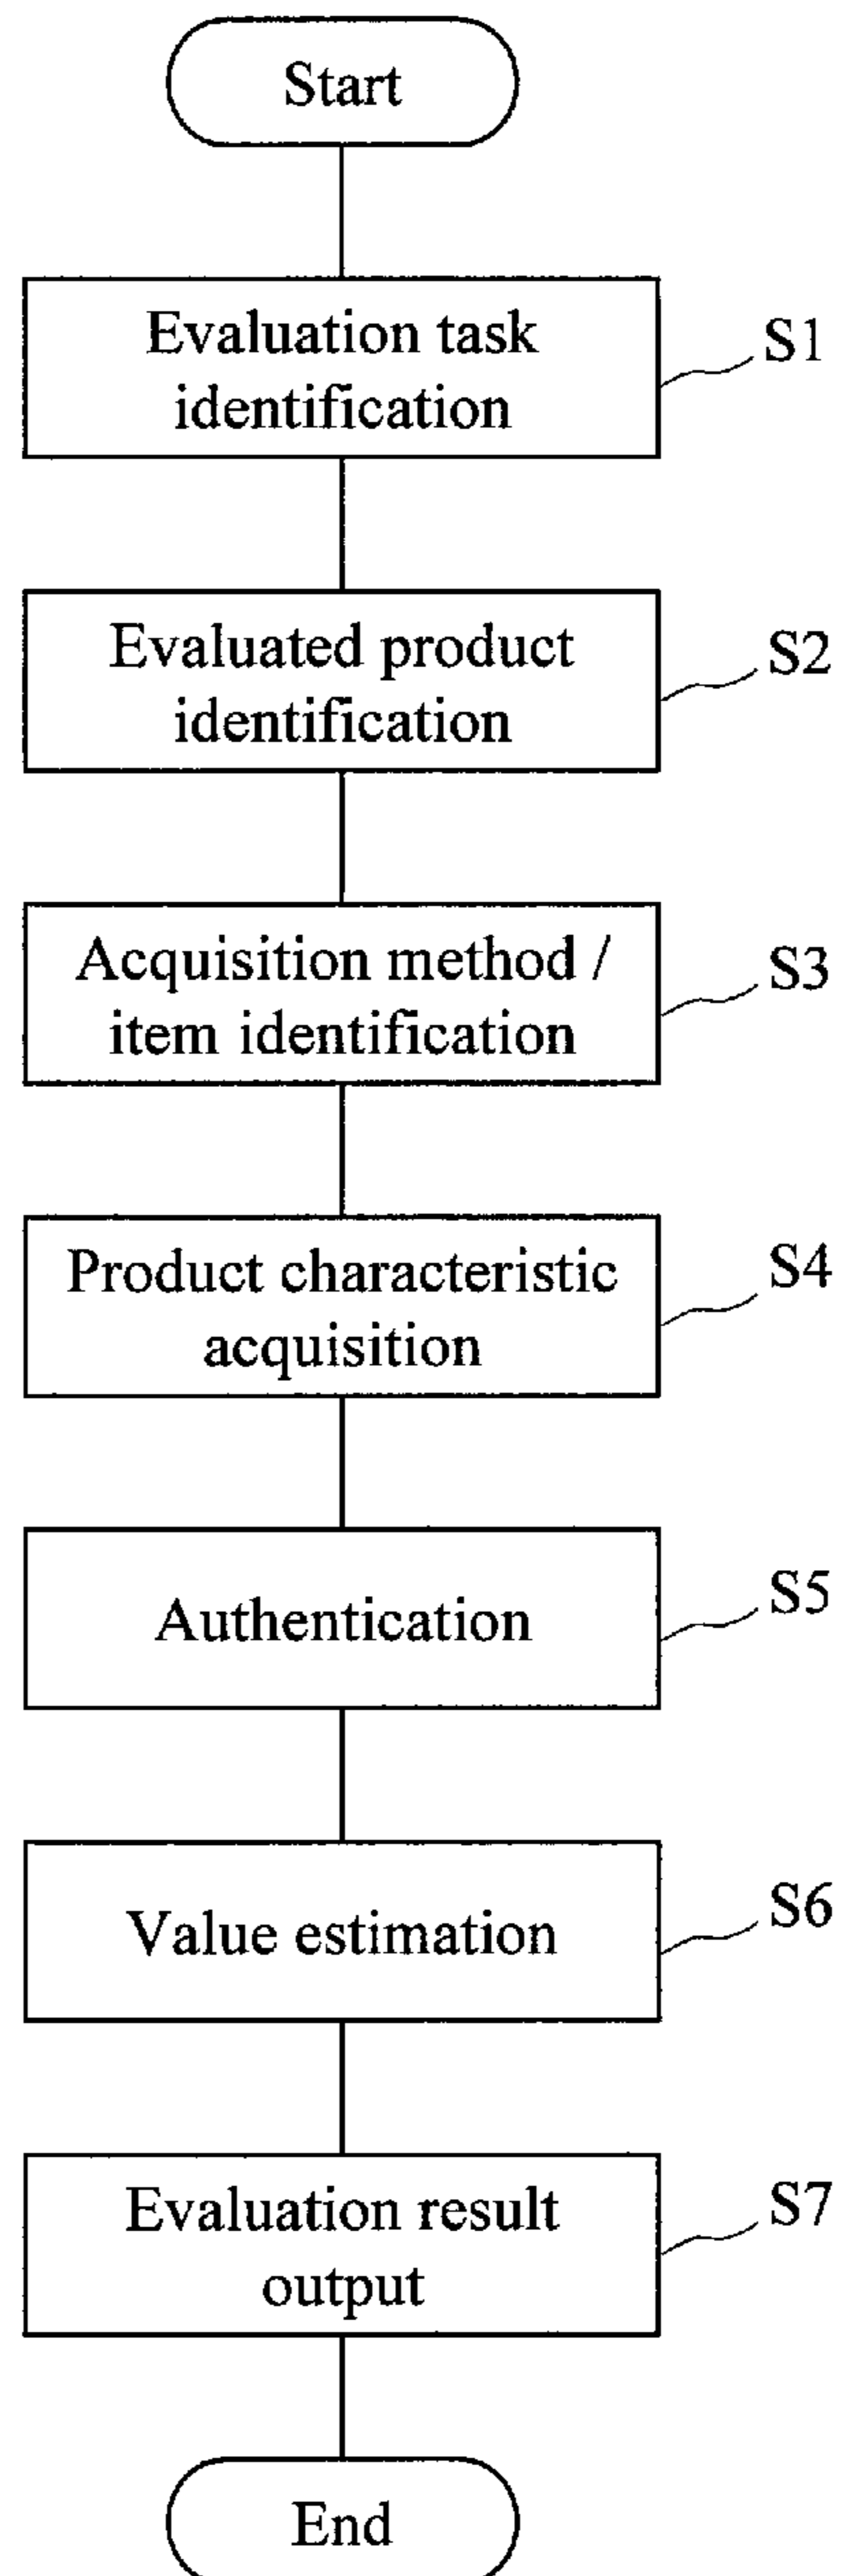 Start
Evaluation task
identification
S1
Evaluated product
identification
S2
Acquisition method /
item identification
S3
Product characteristic
acquisition
S4
Authentication
S5
Value estimation
S6
Evaluation result
output
S7
End